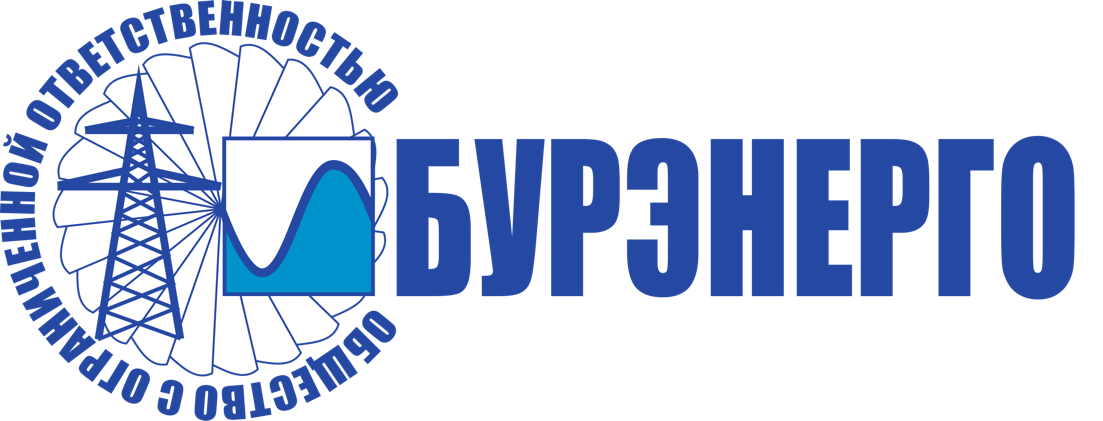 ОБЩЕСТВО С ОГРАНИЧЕННОЙ ОТВЕТСТВЕННОСТЬЮ
БУРЭНЕРГО